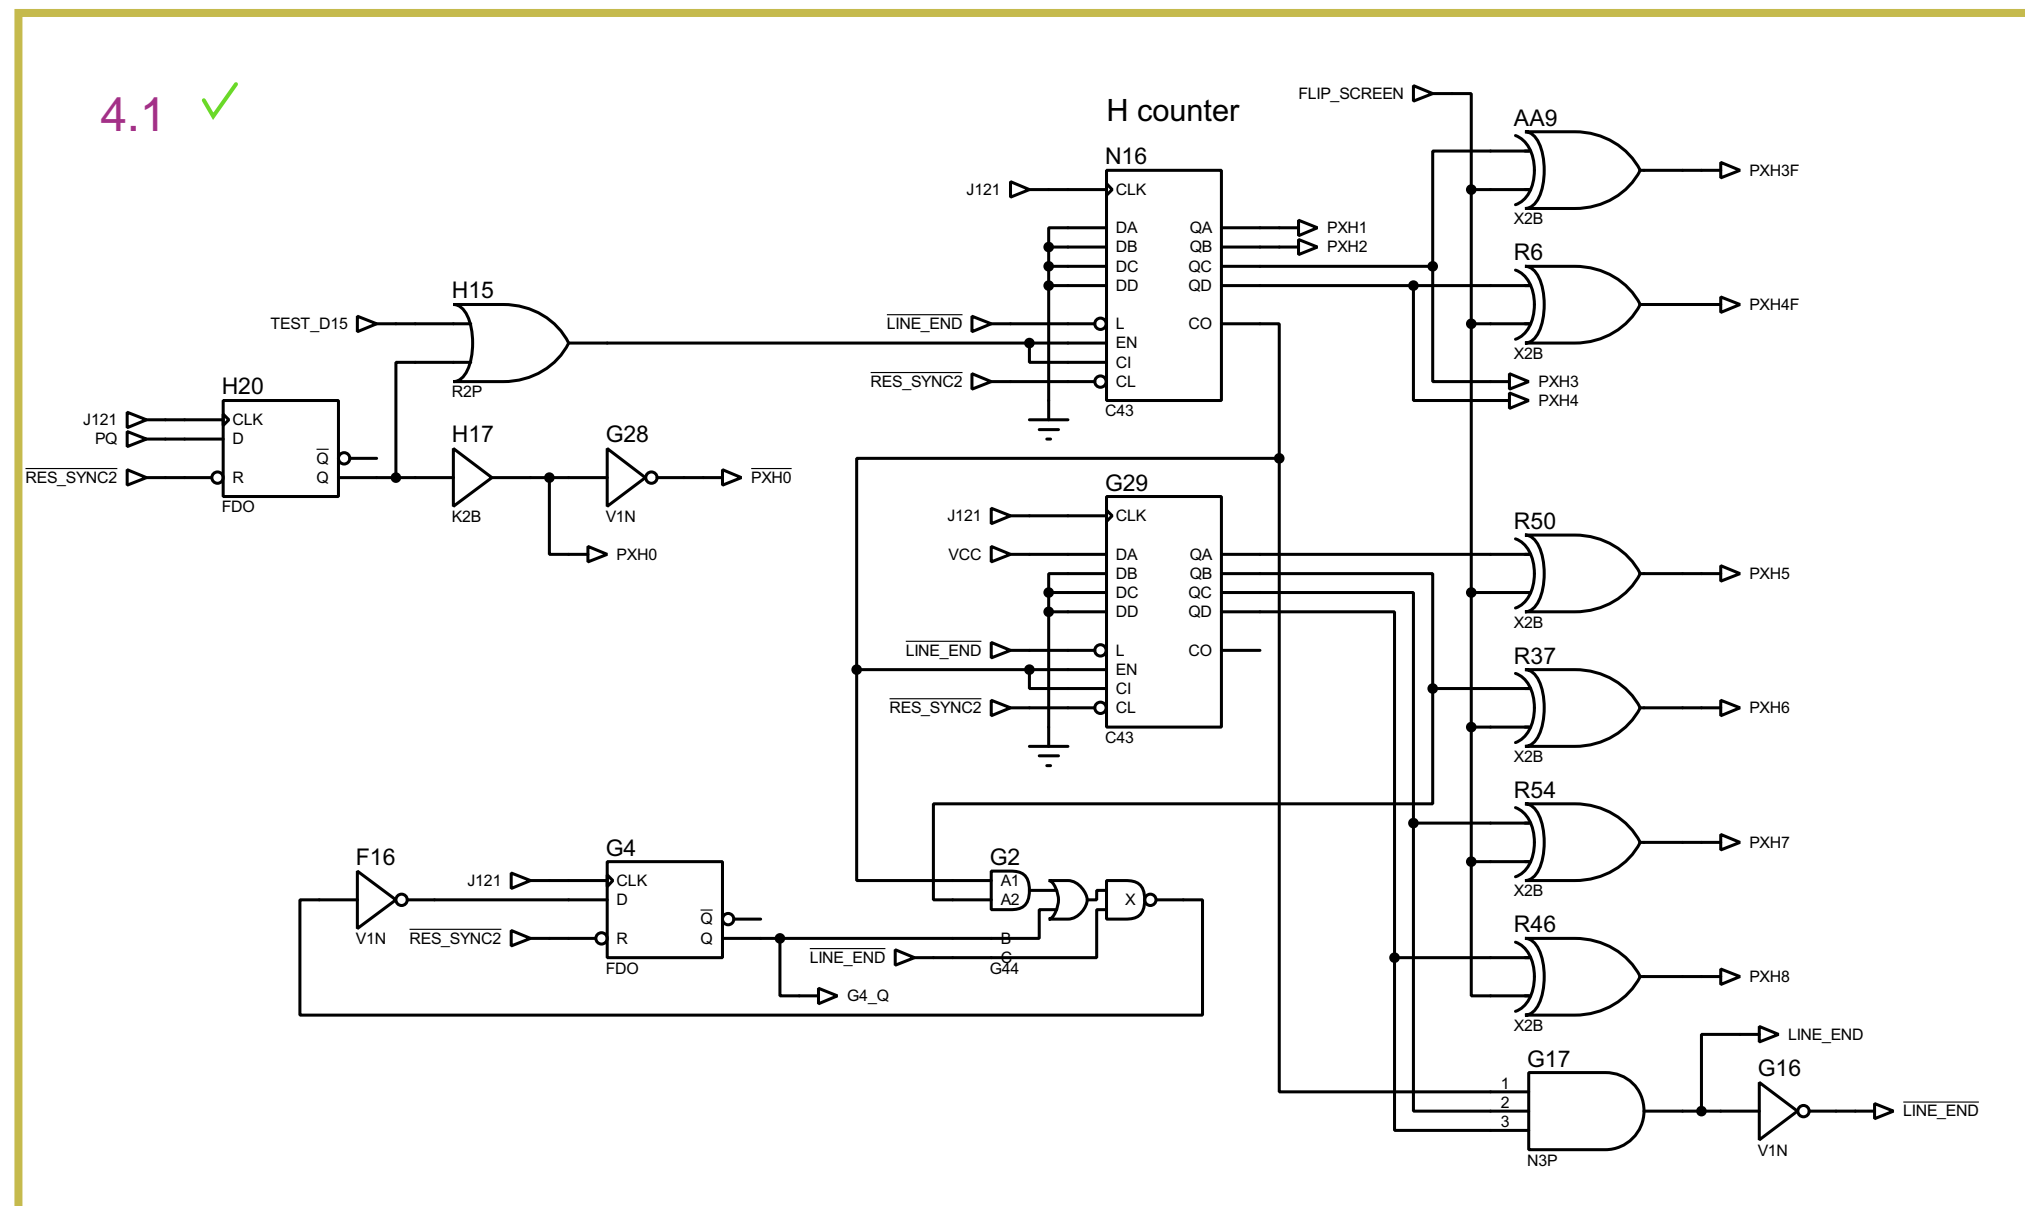 4.1
H counter
FLIP_SCREEN
AA9
X2B
PXH3F
N16
J121
CLK
DA QA PXH1
DB QB PXH2
DC QC
DD QD
LINE_END L CO
EN
CI
RES_SYNC2 CL
C43
R6
X2B
PXH4F
PXH3
PXH4
H15
TEST_D15
R2P
H20
J121 CLK
PQ D
Q
RES_SYNC2 R Q
FDO
H17
K2B
G28
V1N
PXH0
PXH0
G29
J121 CLK
VCC DA QA
DB QB
DC QC
DD QD
LINE_END L CO
EN
CI
RES_SYNC2 CL
C43
R50
X2B
PXH5
R37
X2B
PXH6
R54
X2B
PXH7
R46
X2B
PXH8
F16
V1N
G4
J121 CLK
D
Q
RES_SYNC2 R Q
FDO
G4_Q
G2
A1
A2
X
B
LINE_END C
G44
G17
1
2
3
N3P
LINE_END
G16
V1N
LINE_END